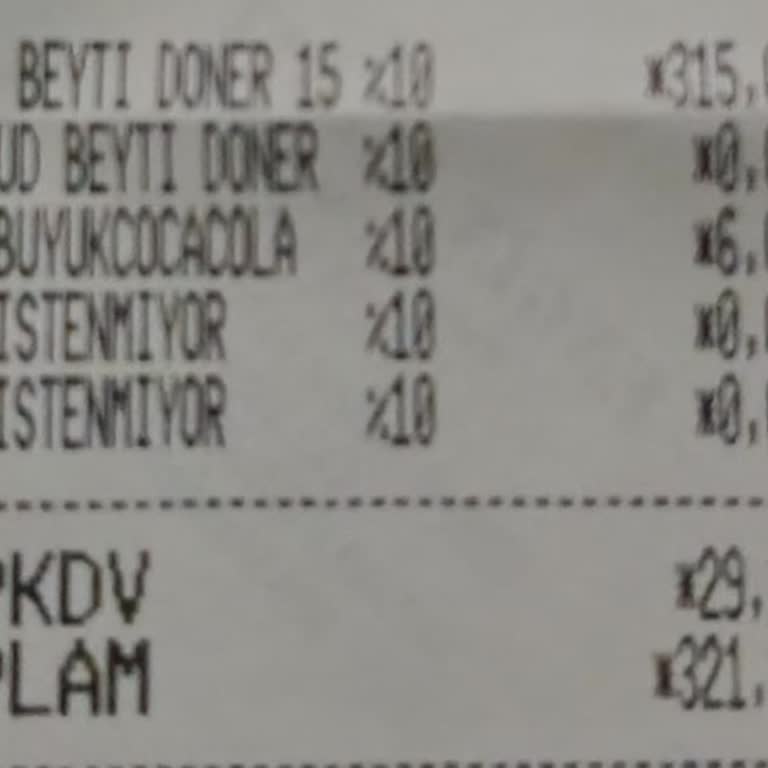 BEYTI DONER 15 %10 *315,
UD BEYTI DONER %10 *0,
BUYUKCOCACOLA %10 *6,
ISTENMIYOR %10 *0,
ISTENMIYOR %10 *0,
PKDV *29,
PLAM *321,